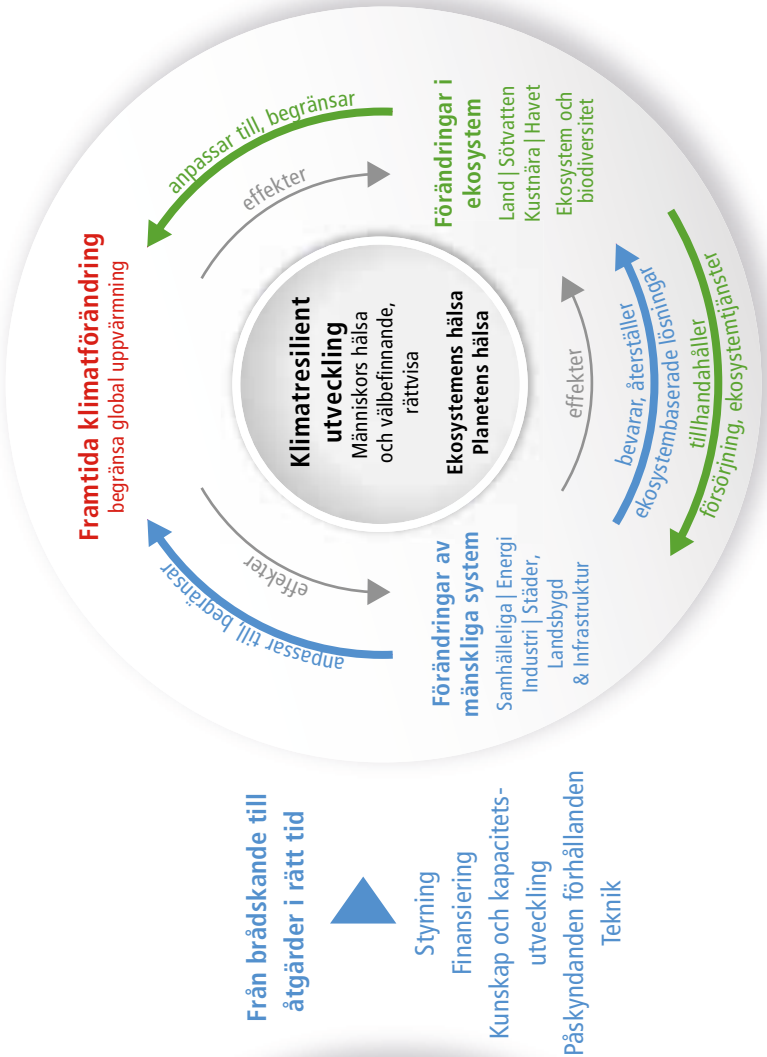 Från brådskande till
åtgärder i rätt tid
Styrning
Finansiering
Kunskap och kapacitets-
utveckling
Påskyndanden förhållanden
Teknik
Framtida klimatförändring
begränsa global uppvärmning
anpassar till, begränsar
effekter
anpassar till, begränsar
effekter
Klimatresilient
utveckling
Människors hälsa
och välbefinnande,
rättvisa
Ekosystemens hälsa
Planetens hälsa
Förändringar av
mänskliga system
Samhälleliga | Energi
Industri | Städer,
Landsbygd
& Infrastruktur
Förändringar i
ekosystem
Land | Sötvatten
Kustnära | Havet
Ekosystem och
biodiversitet
effekter
bevarar, återställer
ekosystembaserade lösningar
tillhandahåller
försörjning, ekosystemtjänster